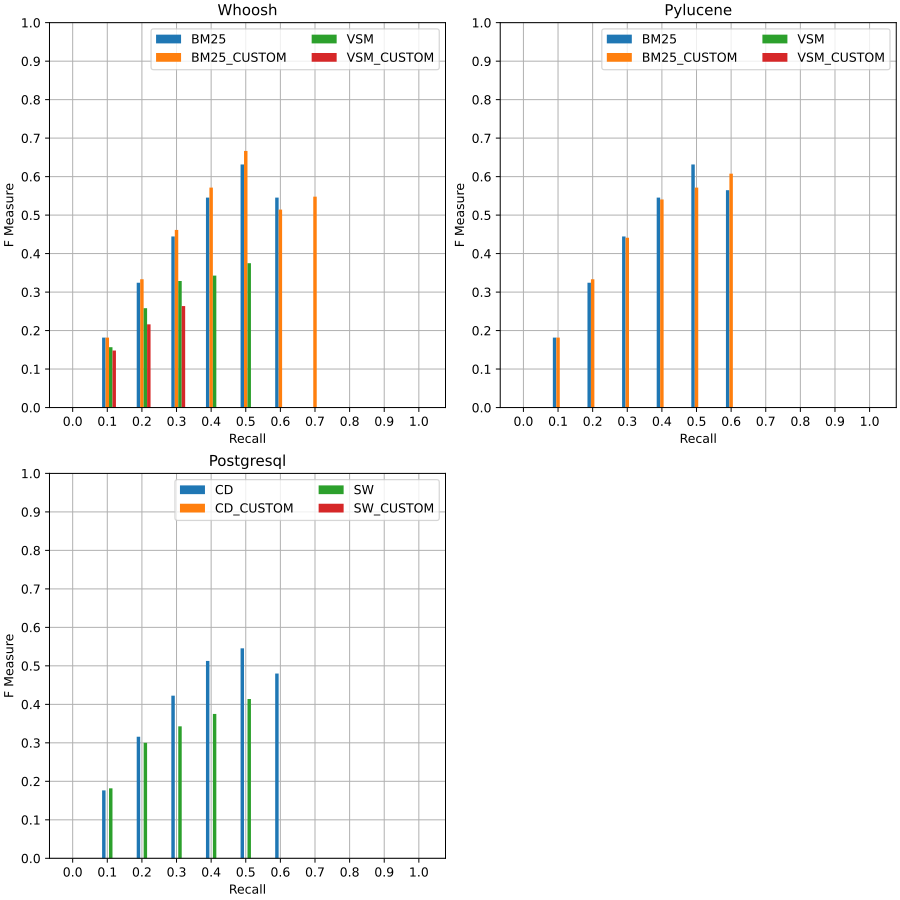 Whoosh
BM25 VSM
BM25_CUSTOM VSM_CUSTOM
1.0
0.9
0.8
0.7
0.6
0.5
0.4
0.3
0.2
0.1
0.0
F Measure
0.0 0.1 0.2 0.3 0.4 0.5 0.6 0.7 0.8 0.9 1.0
Recall
Pylucene
BM25 VSM
BM25_CUSTOM VSM_CUSTOM
1.0
0.9
0.8
0.7
0.6
0.5
0.4
0.3
0.2
0.1
0.0
F Measure
0.0 0.1 0.2 0.3 0.4 0.5 0.6 0.7 0.8 0.9 1.0
Recall
Postgresql
CD SW
CD_CUSTOM SW_CUSTOM
1.0
0.9
0.8
0.7
0.6
0.5
0.4
0.3
0.2
0.1
0.0
F Measure
0.0 0.1 0.2 0.3 0.4 0.5 0.6 0.7 0.8 0.9 1.0
Recall